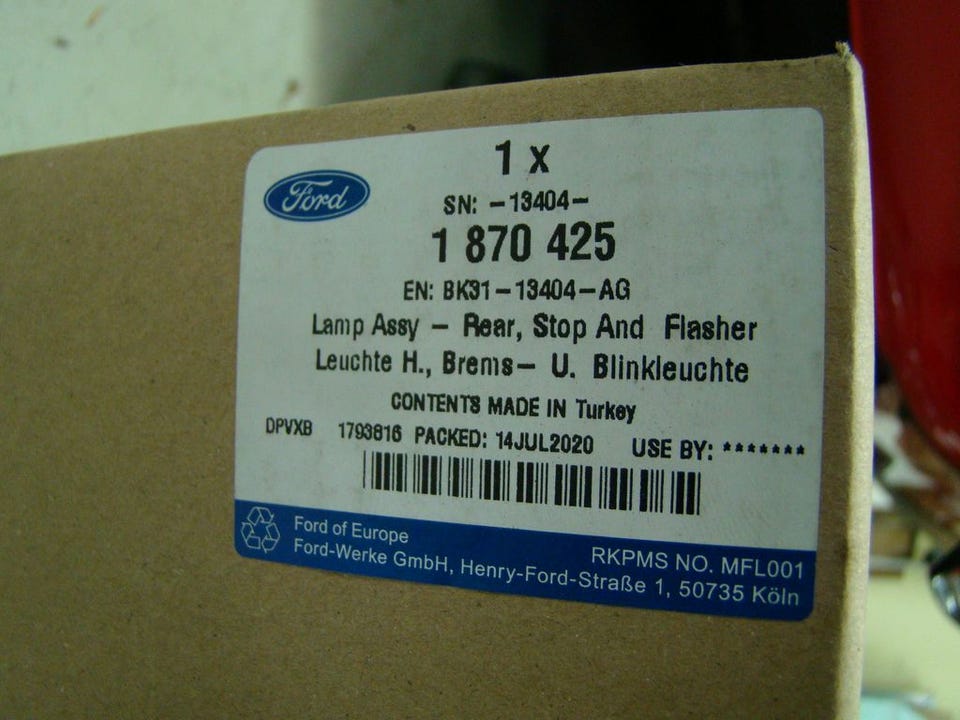 1 x
Ford
SN: -13404-
1 870 425
EN: BK31-13404-AG
Lamp Assy - Rear, Stop And Flasher
Leuchte H., Brems- U. Blinkleuchte
CONTENTS MADE IN Turkey
DPVXB 1793816 PACKED: 14JUL2020 USE BY: *******
Ford of Europe
RKPMS NO. MFL001
Ford-Werke GmbH, Henry-Ford-Straße 1, 50735 Köln